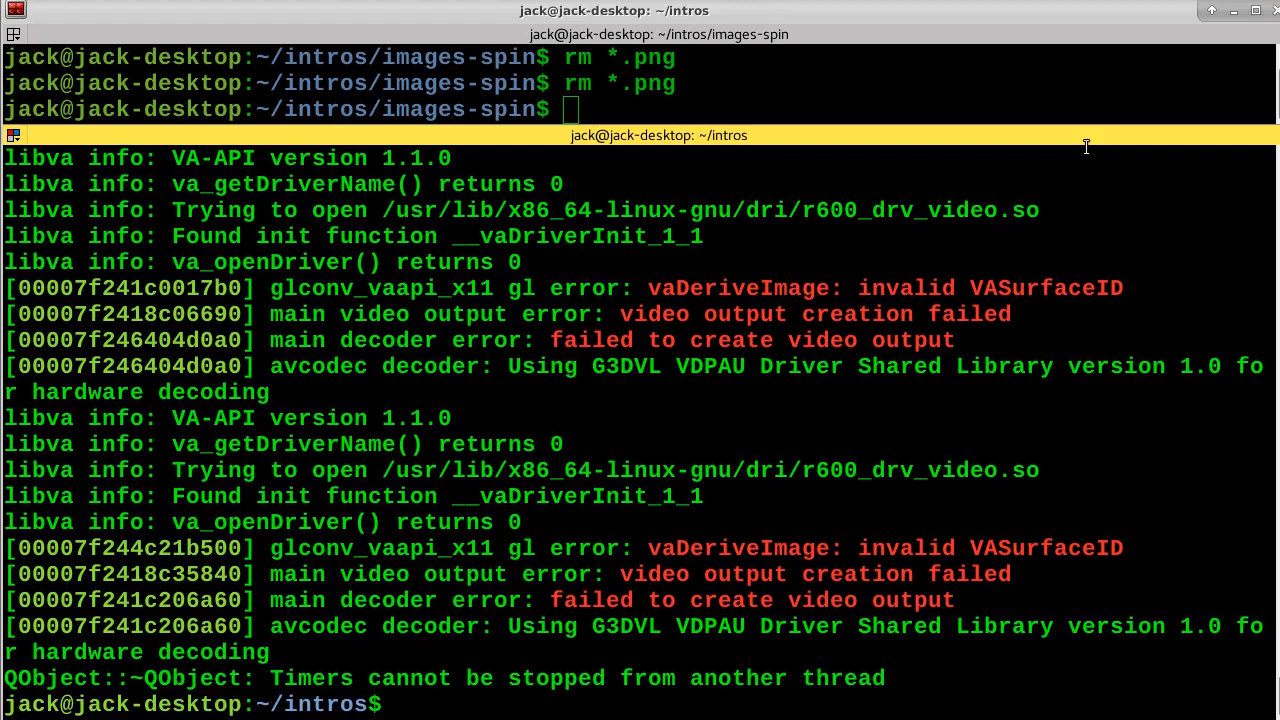 jack@jack-desktop: ~/intros
jack@jack-desktop: ~/intros/images-spin
jack@jack-desktop:~/intros/images-spin$ rm *.png
jack@jack-desktop:~/intros/images-spin$ rm *.png
jack@jack-desktop:~/intros/images-spin$
jack@jack-desktop: ~/intros
libva info: VA-API version 1.1.0
libva info: va_getDriverName() returns 0
libva info: Trying to open /usr/lib/x86_64-linux-gnu/dri/r600_drv_video.so
libva info: Found init function __vaDriverInit_1_1
libva info: va_openDriver() returns 0
[00007f241c0017b0] glconv_vaapi_x11 gl error: vaDeriveImage: invalid VASurfaceID
[00007f2418c06690] main video output error: video output creation failed
[00007f246404d0a0] main decoder error: failed to create video output
[00007f246404d0a0] avcodec decoder: Using G3DVL VDPAU Driver Shared Library version 1.0 fo
r hardware decoding
libva info: VA-API version 1.1.0
libva info: va_getDriverName() returns 0
libva info: Trying to open /usr/lib/x86_64-linux-gnu/dri/r600_drv_video.so
libva info: Found init function __vaDriverInit_1_1
libva info: va_openDriver() returns 0
[00007f244c21b500] glconv_vaapi_x11 gl error: vaDeriveImage: invalid VASurfaceID
[00007f2418c35840] main video output error: video output creation failed
[00007f241c206a60] main decoder error: failed to create video output
[00007f241c206a60] avcodec decoder: Using G3DVL VDPAU Driver Shared Library version 1.0 fo
r hardware decoding
QObject::~QObject: Timers cannot be stopped from another thread
jack@jack-desktop:~/intros$